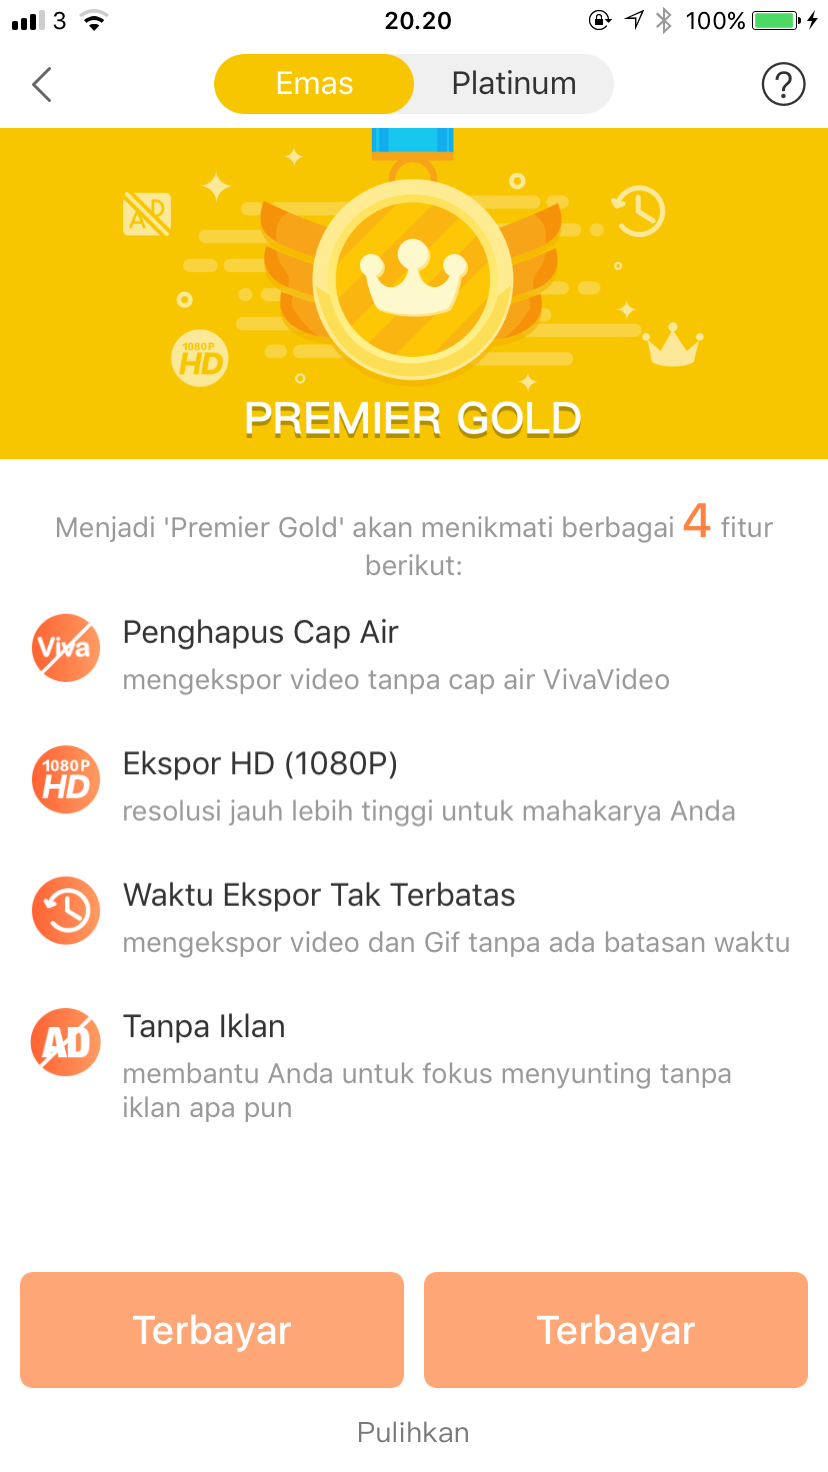 3
20.20
100%
Emas
Platinum
?
AD
1080P
HD
PREMIER GOLD
Menjadi 'Premier Gold' akan menikmati berbagai 4 fitur
berikut:
Viva
Penghapus Cap Air
mengekspor video tanpa cap air VivaVideo
1080P
HD
Ekspor HD (1080P)
resolusi jauh lebih tinggi untuk mahakarya Anda
Waktu Ekspor Tak Terbatas
mengekspor video dan Gif tanpa ada batasan waktu
AD
Tanpa Iklan
membantu Anda untuk fokus menyunting tanpa
iklan apa pun
Terbayar
Terbayar
Pulihkan